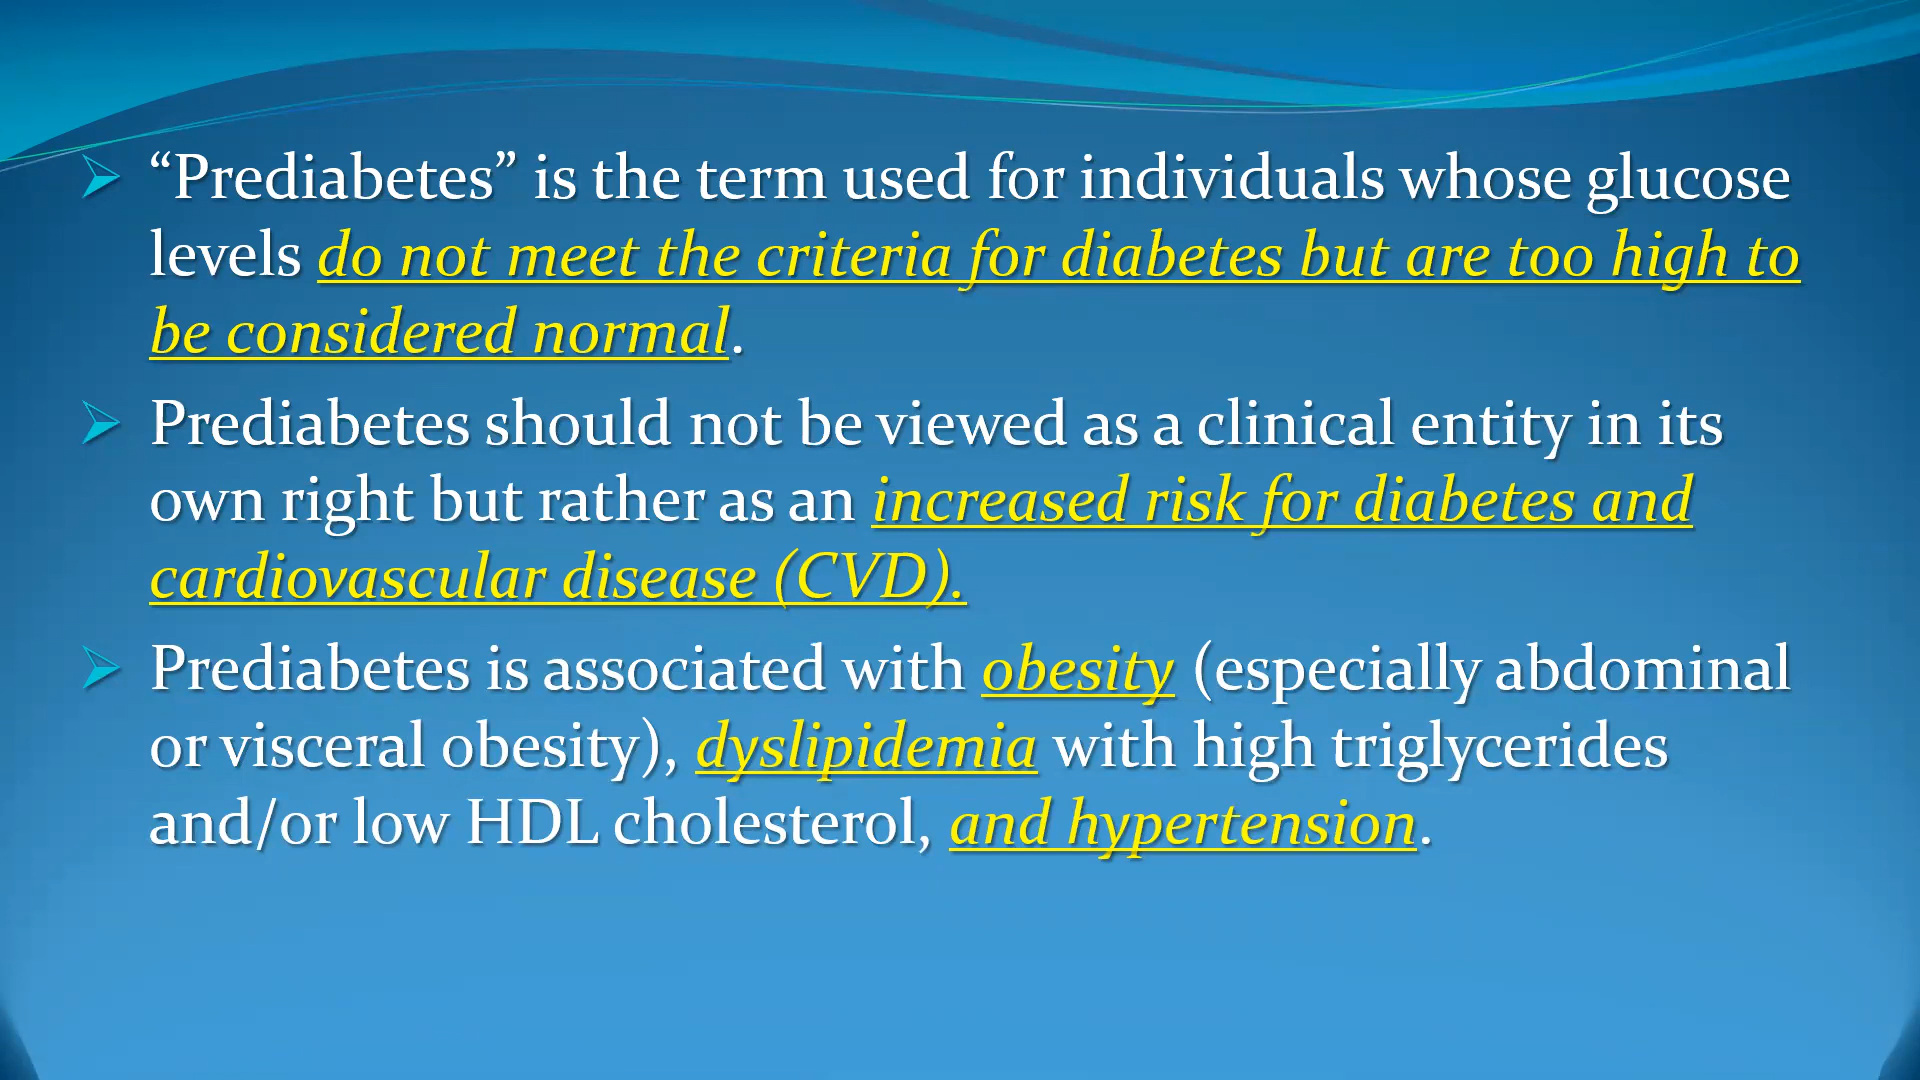 “Prediabetes” is the term used for individuals whose glucose
levels do not meet the criteria for diabetes but are too high to
be considered normal.
Prediabetes should not be viewed as a clinical entity in its
own right but rather as an increased risk for diabetes and
cardiovascular disease (CVD).
Prediabetes is associated with obesity (especially abdominal
or visceral obesity), dyslipidemia with high triglycerides
and/or low HDL cholesterol, and hypertension.